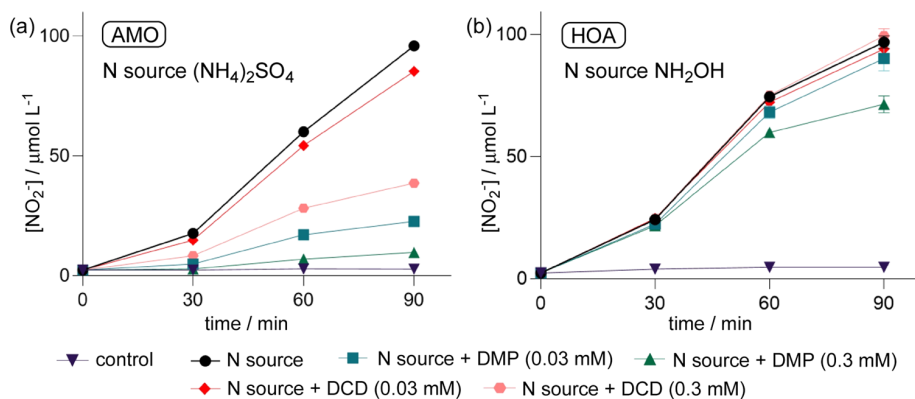 (a) AMO
N source (NH4)2SO4
[NO2-] / μmol L-1
100
50
0
0 30 60 90
time / min
(b) HOA
N source NH2OH
[NO2-] / μmol L-1
100
50
0
0 30 60 90
time / min
control N source N source + DMP (0.03 mM) N source + DMP (0.3 mM)
N source + DCD (0.03 mM) N source + DCD (0.3 mM)